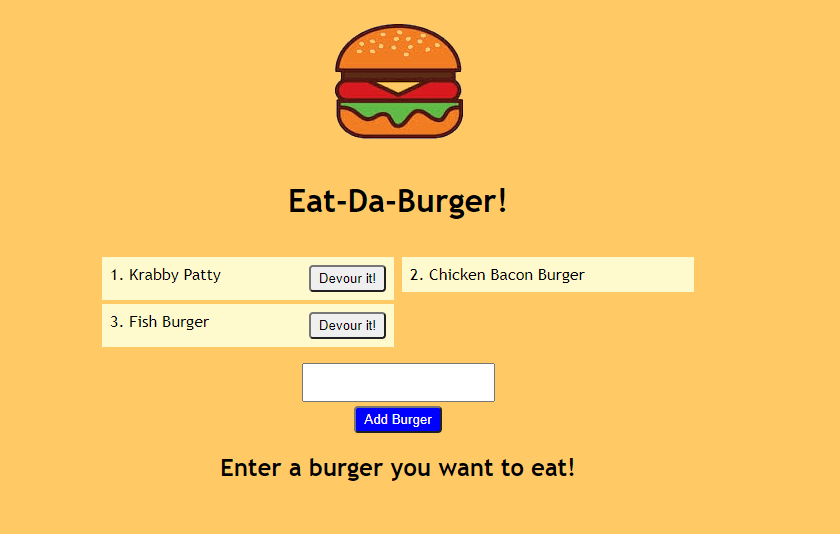 Eat-Da-Burger!
1. Krabby Patty Devour it!
2. Chicken Bacon Burger
3. Fish Burger Devour it!
Add Burger
Enter a burger you want to eat!